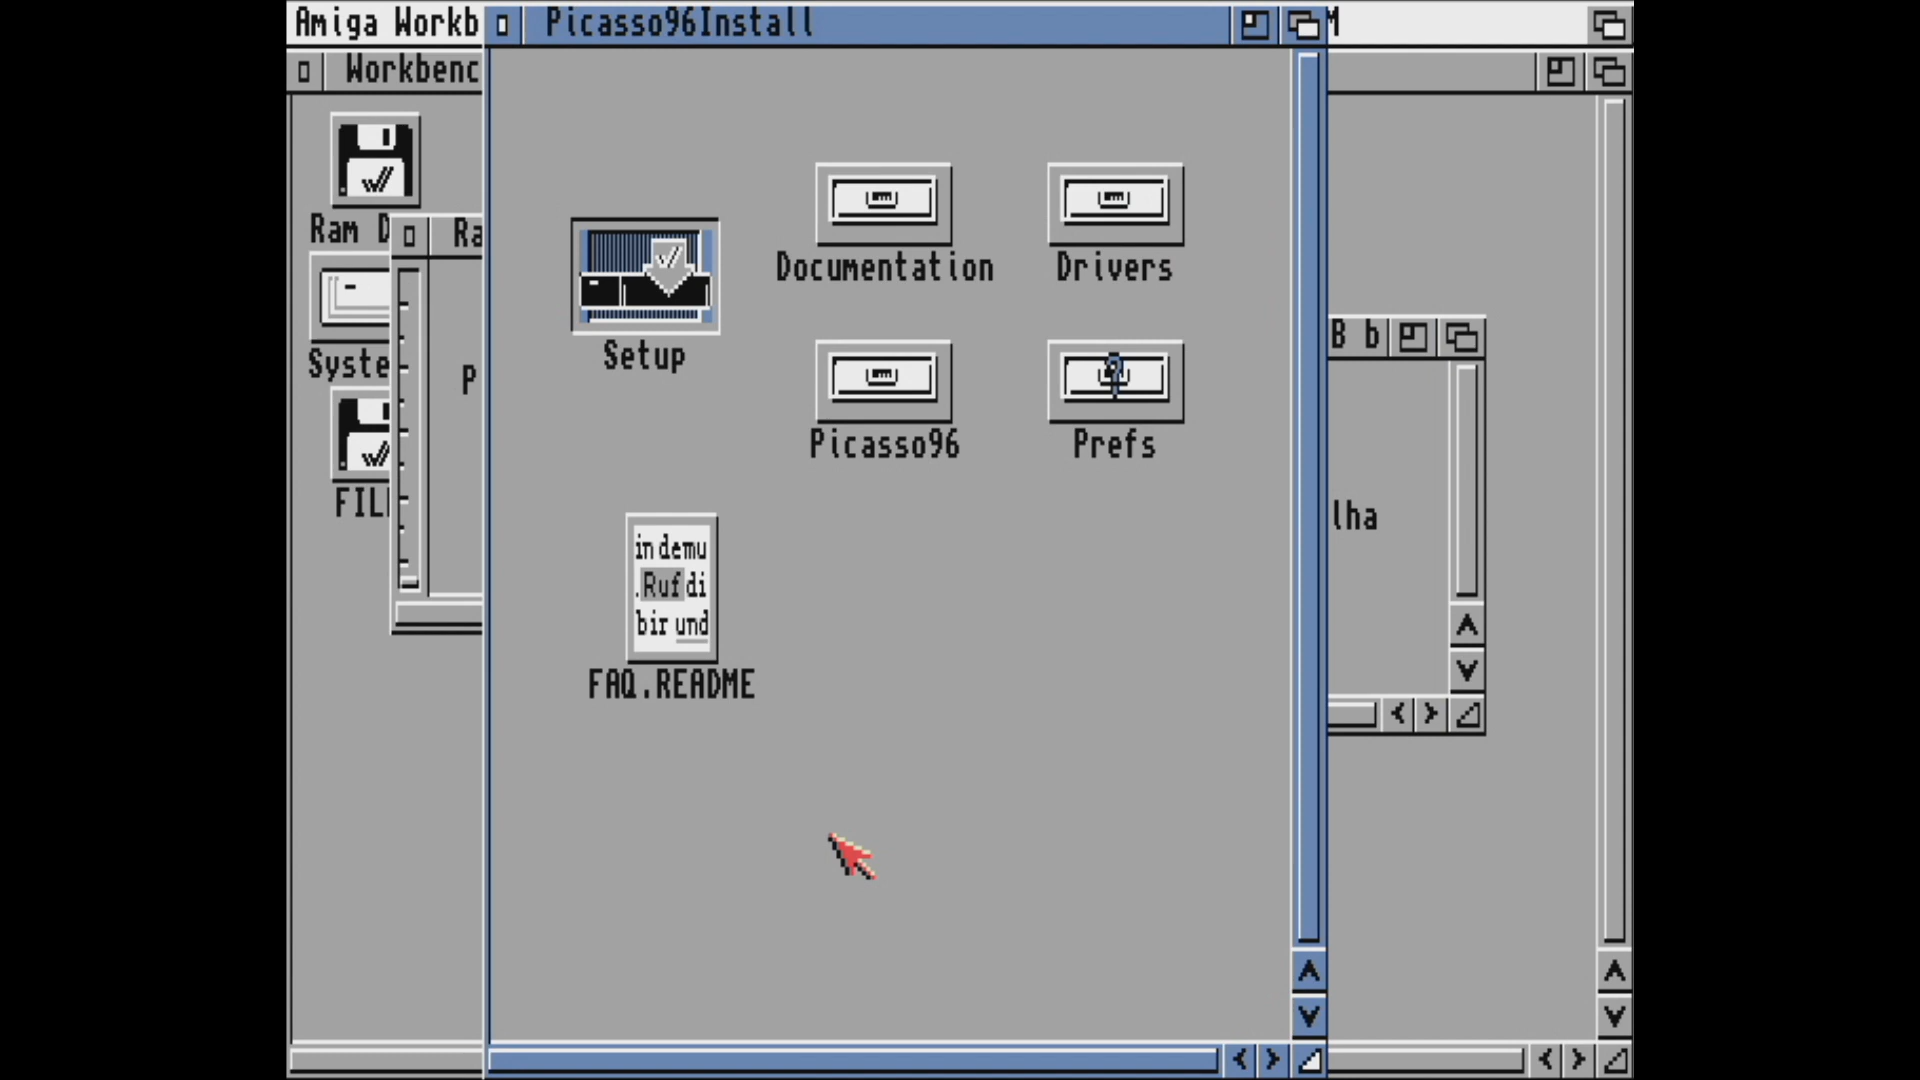 Amiga Workb
Picasso96Install
Workbenc
Ram D
Ra
Syste
P
FIL
Documentation
Drivers
Setup
Picasso96
Prefs
in demu
.Ruf di
bir und
FAQ.README
B b
lha